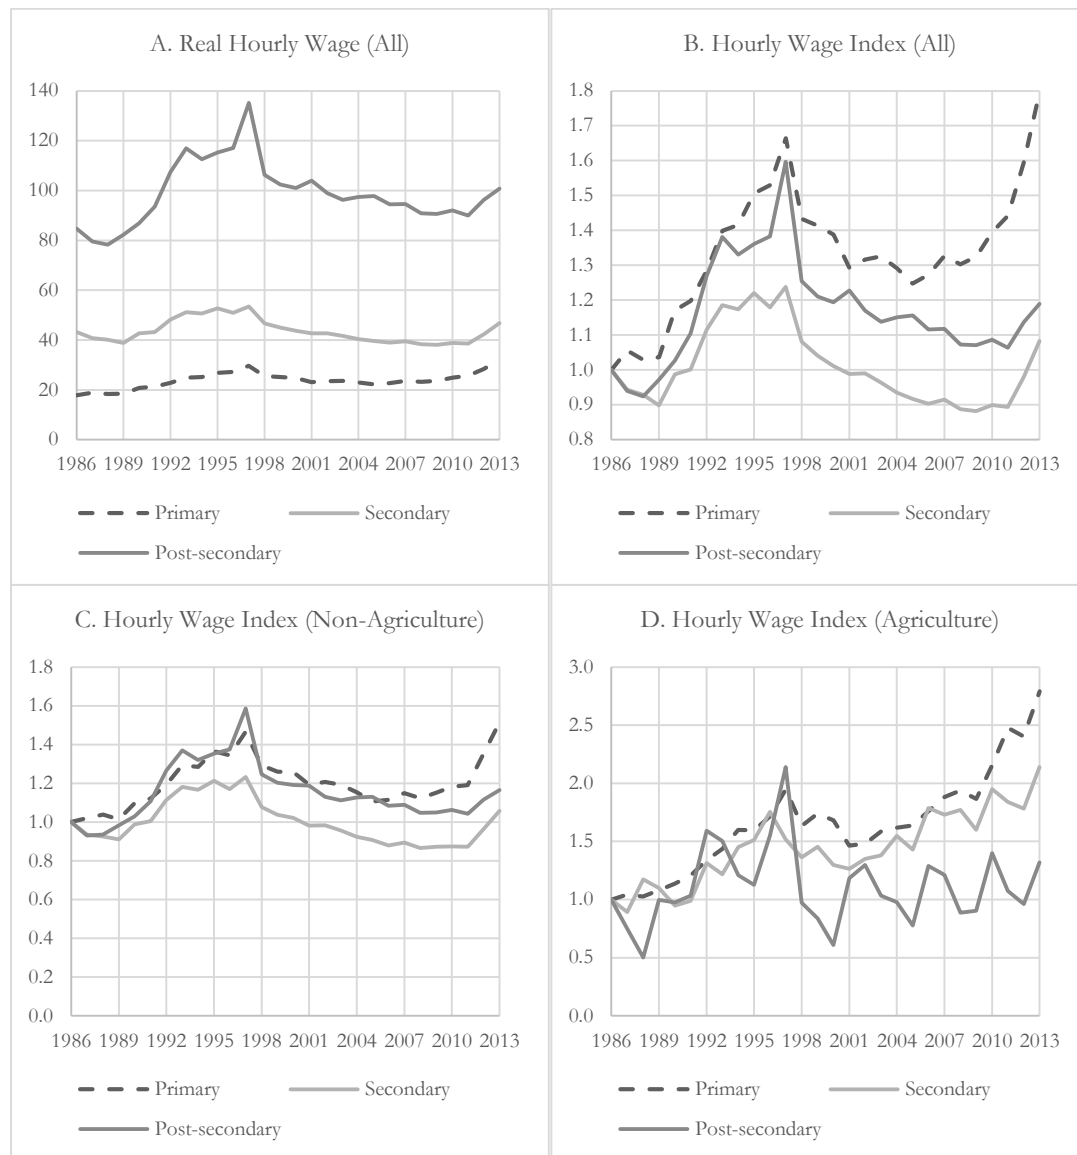 A. Real Hourly Wage (All)
140
120
100
80
60
40
20
0
1986 1989 1992 1995 1998 2001 2004 2007 2010 2013
Primary
Secondary
Post-secondary
B. Hourly Wage Index (All)
1.8
1.7
1.6
1.5
1.4
1.3
1.2
1.1
1.0
0.9
0.8
1986 1989 1992 1995 1998 2001 2004 2007 2010 2013
Primary
Secondary
Post-secondary
C. Hourly Wage Index (Non-Agriculture)
1.8
1.6
1.4
1.2
1.0
0.8
0.6
0.4
0.2
0.0
1986 1989 1992 1995 1998 2001 2004 2007 2010 2013
Primary
Secondary
Post-secondary
D. Hourly Wage Index (Agriculture)
3.0
2.5
2.0
1.5
1.0
0.5
0.0
1986 1989 1992 1995 1998 2001 2004 2007 2010 2013
Primary
Secondary
Post-secondary